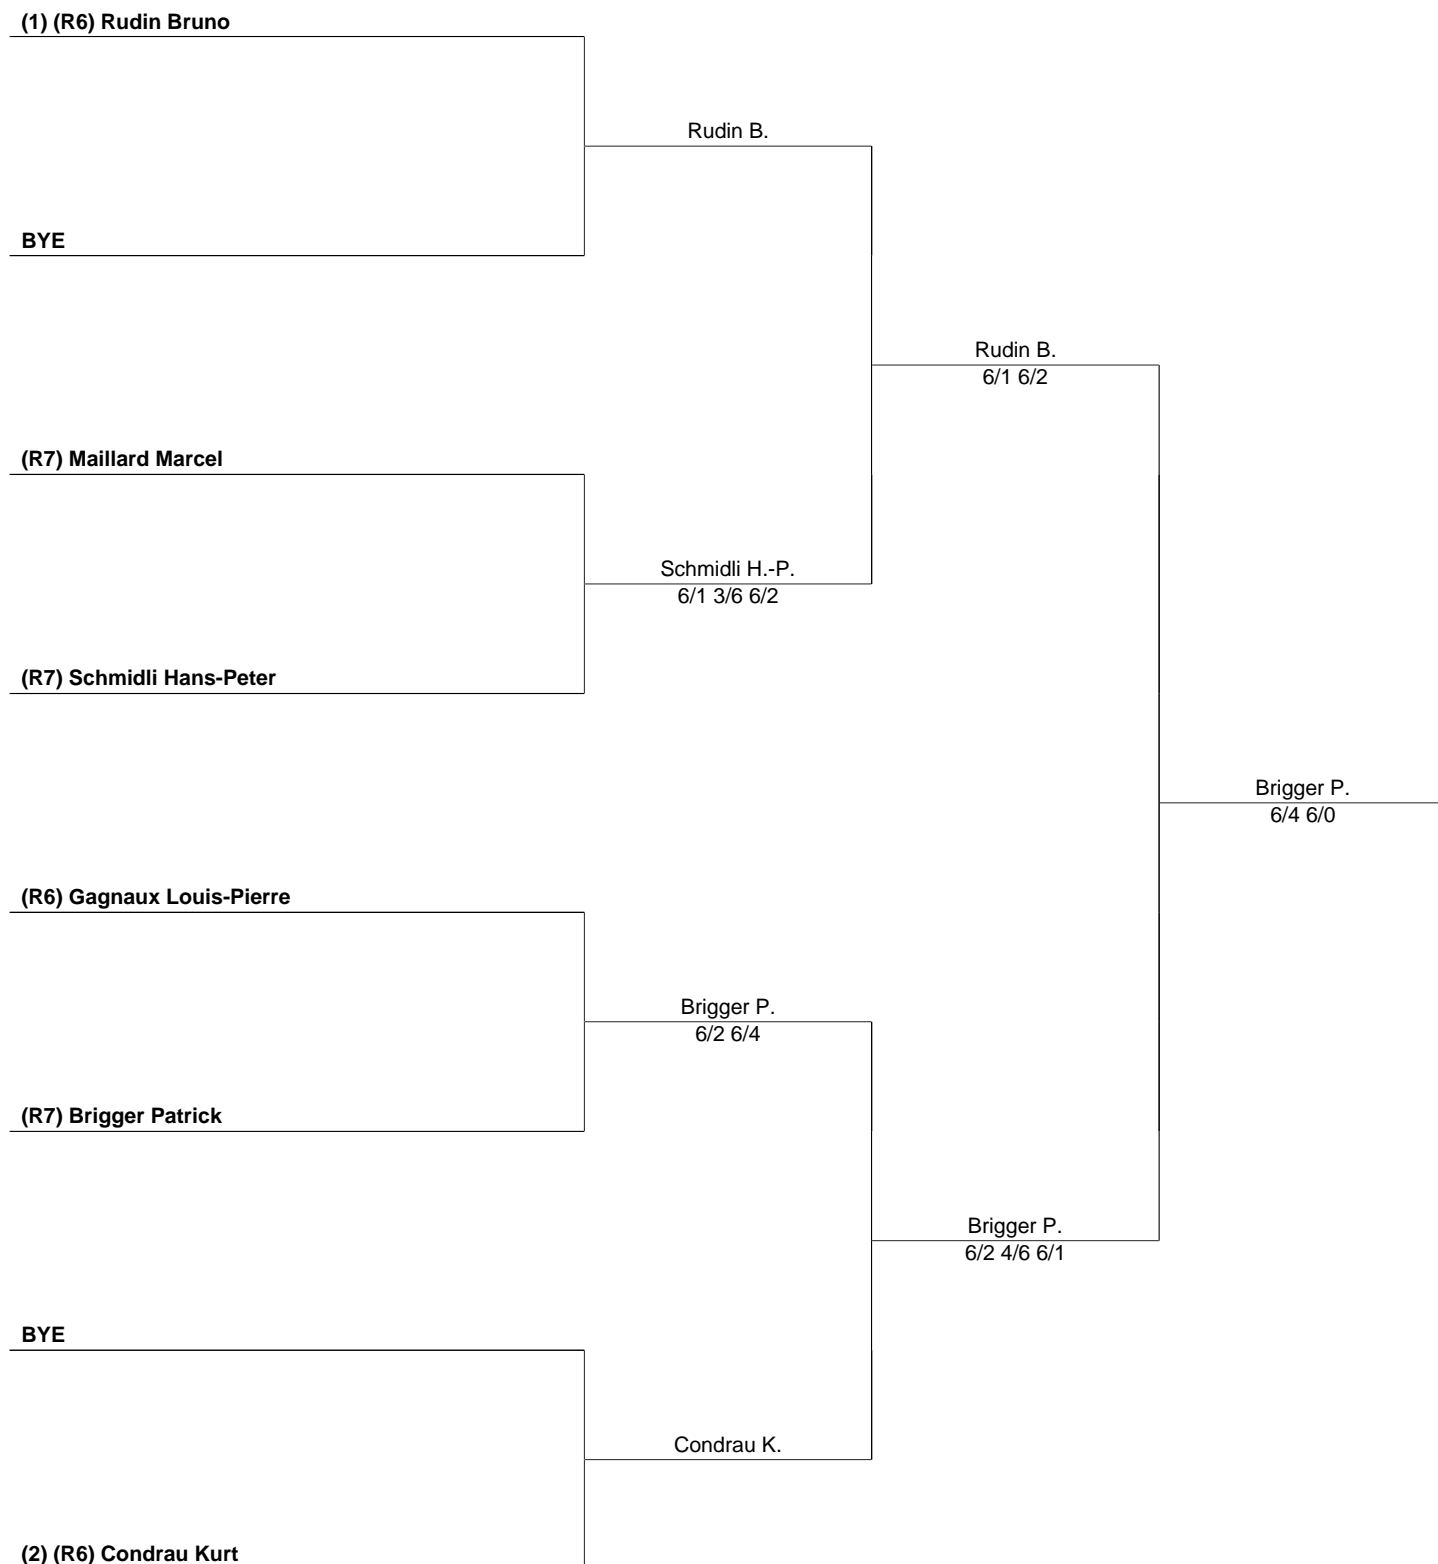 (1) (R6) Rudin Bruno
Rudin B.
BYE
Rudin B.
6/1 6/2
(R7) Maillard Marcel
Schmidli H.-P.
6/1 3/6 6/2
(R7) Schmidli Hans-Peter
Brigger P.
6/4 6/0
(R6) Gagnaux Louis-Pierre
Brigger P.
6/2 6/4
(R7) Brigger Patrick
Brigger P.
6/2 4/6 6/1
BYE
Condrau K.
(2) (R6) Condrau Kurt